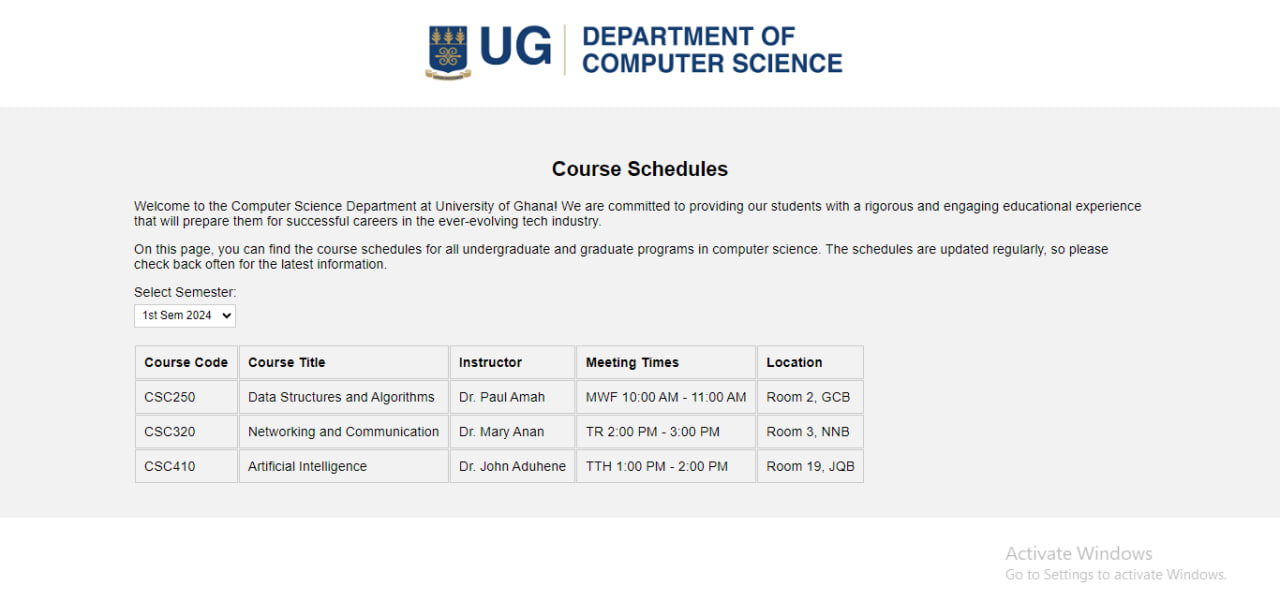 UG
DEPARTMENT OF
COMPUTER SCIENCE
Course Schedules
Welcome to the Computer Science Department at University of Ghana! We are committed to providing our students with a rigorous and engaging educational experience
that will prepare them for successful careers in the ever-evolving tech industry.
On this page, you can find the course schedules for all undergraduate and graduate programs in computer science. The schedules are updated regularly, so please
check back often for the latest information.
Select Semester:
1st Sem 2024
Course Code Course Title Instructor Meeting Times Location
CSC250 Data Structures and Algorithms Dr. Paul Amah MWF 10:00 AM - 11:00 AM Room 2, GCB
CSC320 Networking and Communication Dr. Mary Anan TR 2:00 PM - 3:00 PM Room 3, NNB
CSC410 Artificial Intelligence Dr. John Aduhene TTH 1:00 PM - 2:00 PM Room 19, JQB
Activate Windows
Go to Settings to activate Windows.